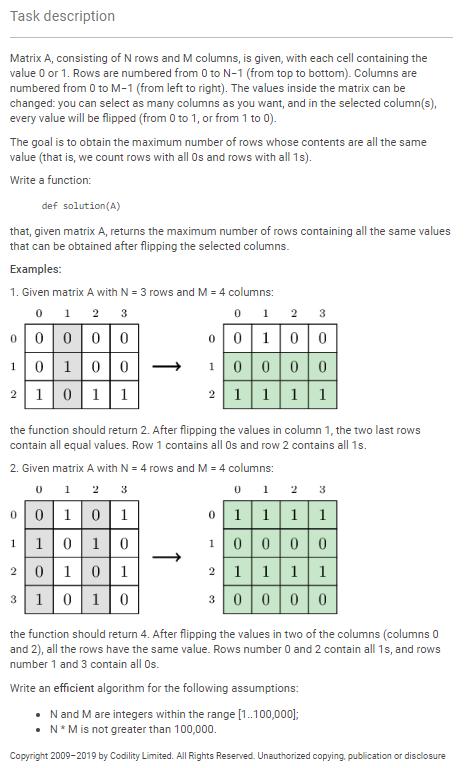 Task description
Matrix A, consisting of N rows and M columns, is given, with each cell containing the
value 0 or 1. Rows are numbered from 0 to N−1 (from top to bottom). Columns are
numbered from 0 to M−1 (from left to right). The values inside the matrix can be
changed: you can select as many columns as you want, and in the selected column(s),
every value will be flipped (from 0 to 1, or from 1 to 0).
The goal is to obtain the maximum number of rows whose contents are all the same
value (that is, we count rows with all 0s and rows with all 1s).
Write a function:
def solution(A)
that, given matrix A, returns the maximum number of rows containing all the same values
that can be obtained after flipping the selected columns.
Examples:
1. Given matrix A with N = 3 rows and M = 4 columns:
0 1 2 3 0 1 2 3
0 0 0 0 0 0 0 1 0 0
1 0 1 0 0 1 0 0 0 0
2 1 0 1 1 2 1 1 1 1
the function should return 2. After flipping the values in column 1, the two last rows
contain all equal values. Row 1 contains all 0s and row 2 contains all 1s.
2. Given matrix A with N = 4 rows and M = 4 columns:
0 1 2 3 0 1 2 3
0 0 1 0 1 0 1 1 1 1
1 1 0 1 0 1 0 0 0 0
2 0 1 0 1 2 1 1 1 1
3 1 0 1 0 3 0 0 0 0
the function should return 4. After flipping the values in two of the columns (columns 0
and 2), all the rows have the same value. Rows number 0 and 2 contain all 1s, and rows
number 1 and 3 contain all 0s.
Write an efficient algorithm for the following assumptions:
• N and M are integers within the range [1..100,000];
• N * M is not greater than 100,000.
Copyright 2009–2019 by Codility Limited. All Rights Reserved. Unauthorized copying, publication or disclosure